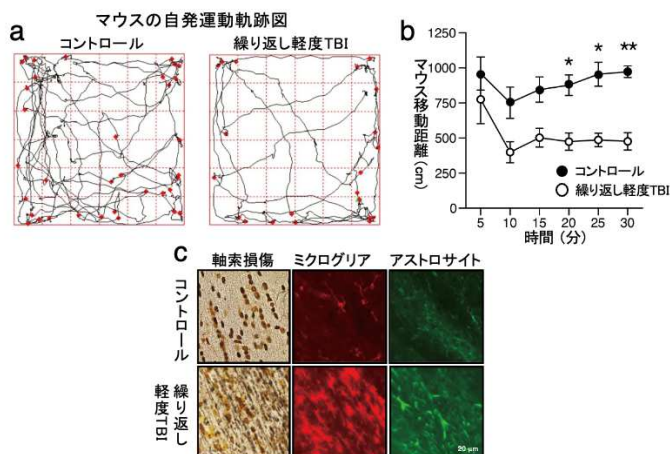 マウスの自発運動軌跡図
a
コントロール
繰り返し軽度TBI
b
マウス移動距離
(cm)
1250
1000
750
500
250
0
* * **
● コントロール
○ 繰り返し軽度TBI
5 10 15 20 25 30
時間(分)
c
軸索損傷 ミクログリア アストロサイト
コントロール
繰り返し
軽度TBI
20 μm